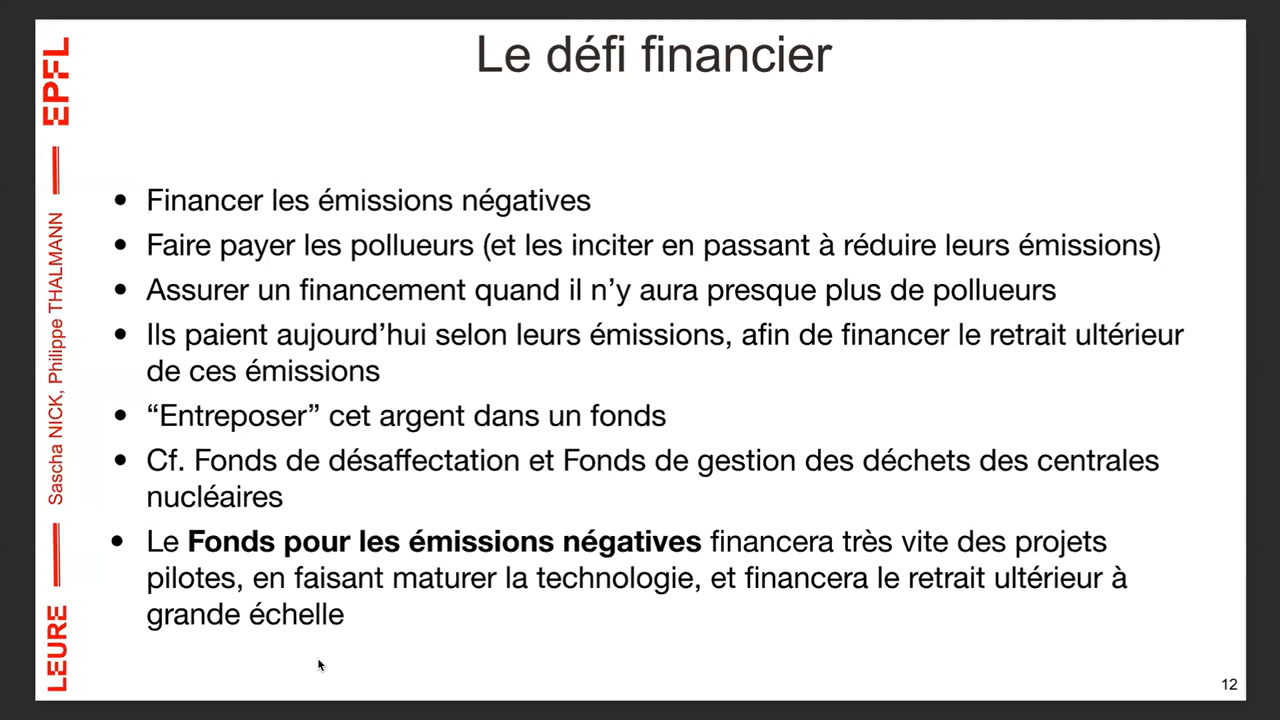 Le défi financier
EPFL
Sascha NICK, Philippe THALMANN
LEURE
• Financer les émissions négatives
• Faire payer les pollueurs (et les inciter en passant à réduire leurs émissions)
• Assurer un financement quand il n’y aura presque plus de pollueurs
• Ils paient aujourd’hui selon leurs émissions, afin de financer le retrait ultérieur
de ces émissions
• “Entreposer” cet argent dans un fonds
• Cf. Fonds de désaffectation et Fonds de gestion des déchets des centrales
nucléaires
• Le Fonds pour les émissions négatives financera très vite des projets
pilotes, en faisant maturer la technologie, et financera le retrait ultérieur à
grande échelle
12